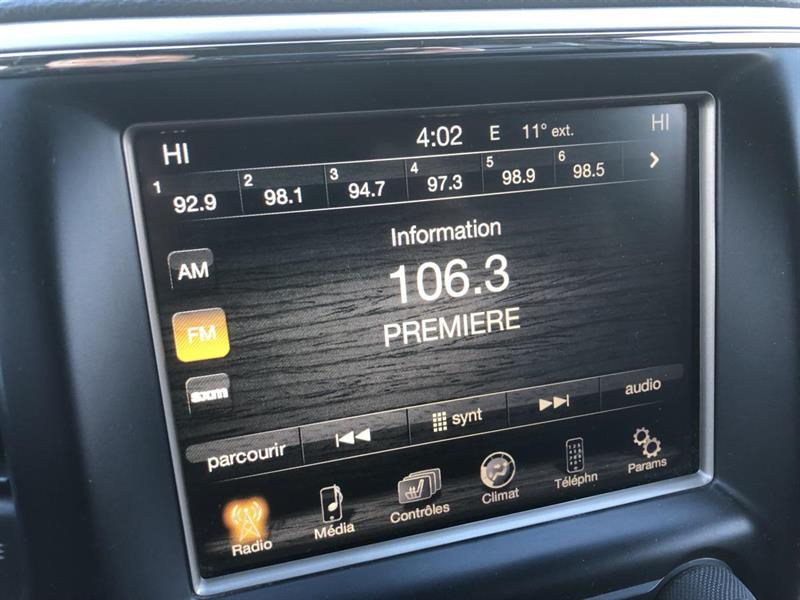 HI 4:02 E 11° ext. HI
1 92.9 2 98.1 3 94.7 4 97.3 5 98.9 6 98.5
Information
AM
106.3
FM
PREMIERE
sxm
parcourir synt audio
Radio Média Contrôles Climat Téléphn Params